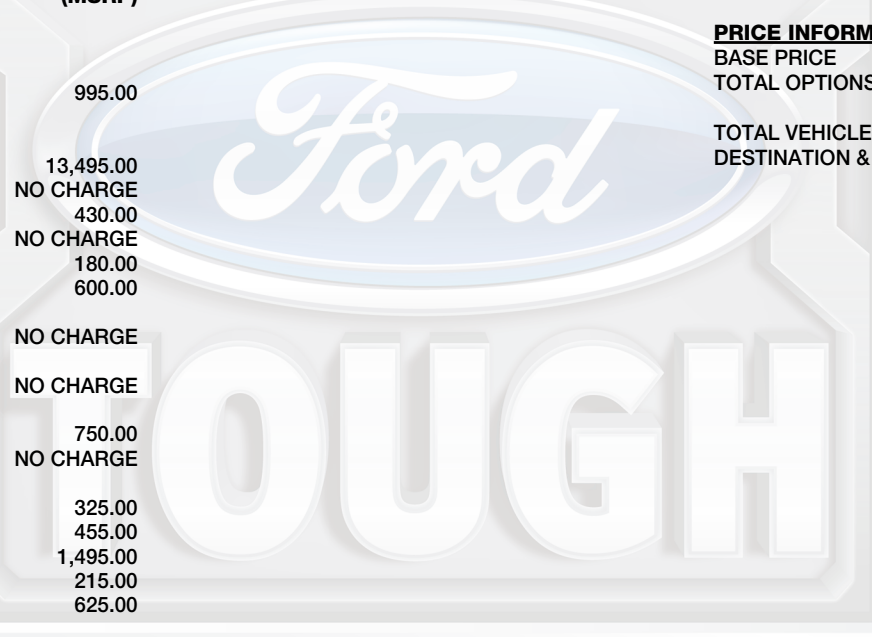 (MSRP)
995.00
13,495.00
NO CHARGE
430.00
NO CHARGE
180.00
600.00
NO CHARGE
NO CHARGE
750.00
NO CHARGE
325.00
455.00
1,495.00
215.00
625.00
PRICE INFORM
BASE PRICE
TOTAL OPTIONS
TOTAL VEHICLE
DESTINATION &
Ford
TOUGH